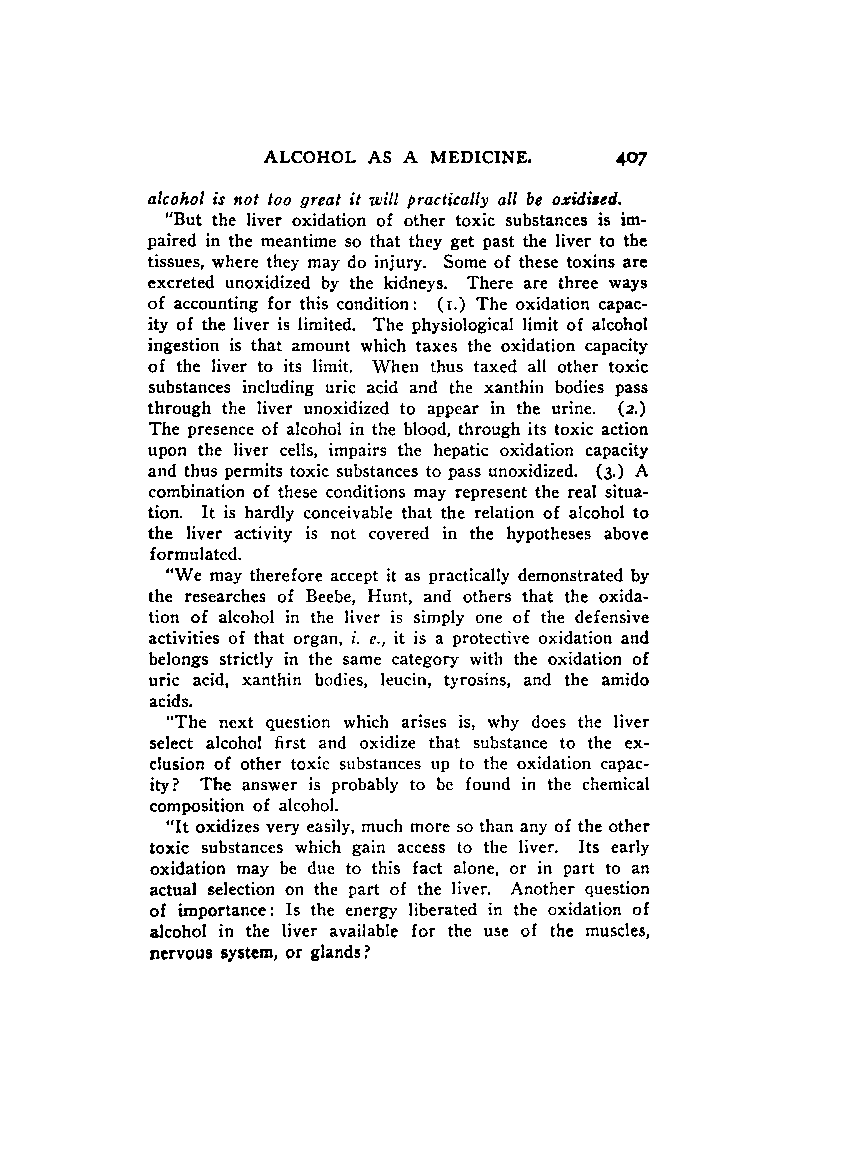 ALCOHOL AS A MEDICINE. 407
alcohol is not too great it will practically all be oxidized.
"But the liver oxidation of other toxic substances is im-
paired in the meantime so that they get past the liver to the
tissues, where they may do injury. Some of these toxins are
excreted unoxidized by the kidneys. There are three ways
of accounting for this condition: (1.) The oxidation capac-
ity of the liver is limited. The physiological limit of alcohol
ingestion is that amount which taxes the oxidation capacity
of the liver to its limit. When thus taxed all other toxic
substances including uric acid and the xanthin bodies pass
through the liver unoxidized to appear in the urine. (2.)
The presence of alcohol in the blood, through its toxic action
upon the liver cells, impairs the hepatic oxidation capacity
and thus permits toxic substances to pass unoxidized. (3.) A
combination of these conditions may represent the real situa-
tion. It is hardly conceivable that the relation of alcohol to
the liver activity is not covered in the hypotheses above
formulated.
"We may therefore accept it as practically demonstrated by
the researches of Beebe, Hunt, and others that the oxida-
tion of alcohol in the liver is simply one of the defensive
activities of that organ, i. e., it is a protective oxidation and
belongs strictly in the same category with the oxidation of
uric acid, xanthin bodies, leucin, tyrosins, and the amido
acids.
"The next question which arises is, why does the liver
select alcohol first and oxidize that substance to the ex-
clusion of other toxic substances up to the oxidation capac-
ity? The answer is probably to be found in the chemical
composition of alcohol.
"It oxidizes very easily, much more so than any of the other
toxic substances which gain access to the liver. Its early
oxidation may be due to this fact alone, or in part to an
actual selection on the part of the liver. Another question
of importance: Is the energy liberated in the oxidation of
alcohol in the liver available for the use of the muscles,
nervous system, or glands?